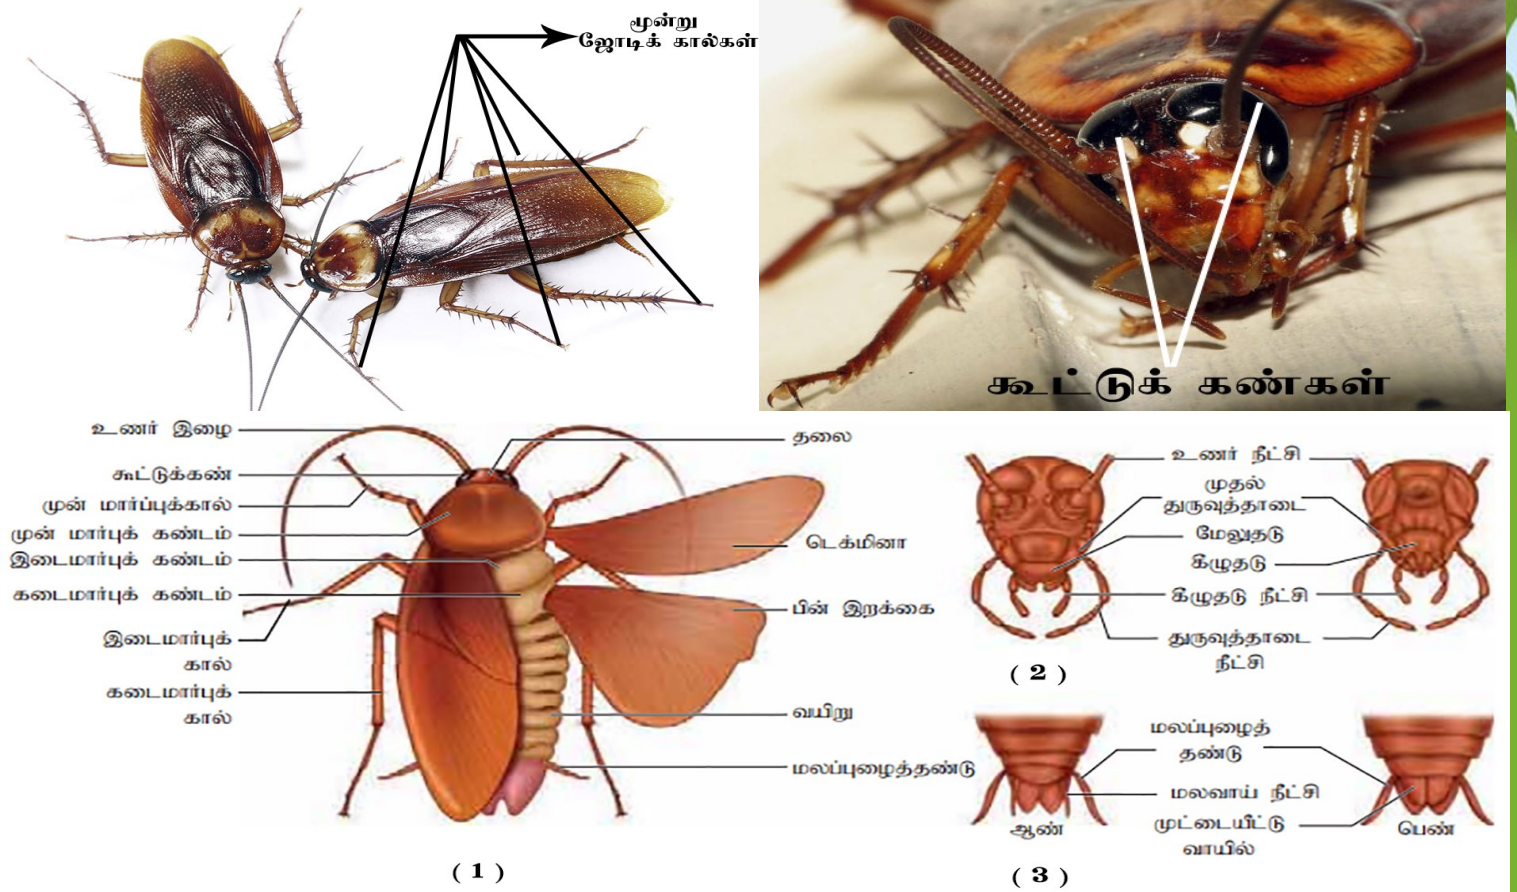 மூன்று
ஜோடிக் கால்கள்
கூட்டுக் கண்கள்
உணர் இழை
கூட்டுக்கண்
முன் மார்ப்புக்கால்
முன் மார்புக் கண்டம்
இடைமார்புக் கண்டம்
கடைமார்புக் கண்டம்
இடைமார்புக்
கால்
கடைமார்புக்
கால்
தலை
டெக்மினா
பின் இறக்கை
வயிறு
மலப்புழைத்தண்டு
( 1 )
உணர் நீட்சி
முதல்
துருவுத்தாடை
மேலுதடு
கீழுதடு
கீழுதடு நீட்சி
துருவுத்தாடை
நீட்சி
( 2 )
மலப்புழைத்
தண்டு
மலவாய் நீட்சி
முட்டையீட்டு
வாயில்
ஆண்
பெண்
( 3 )